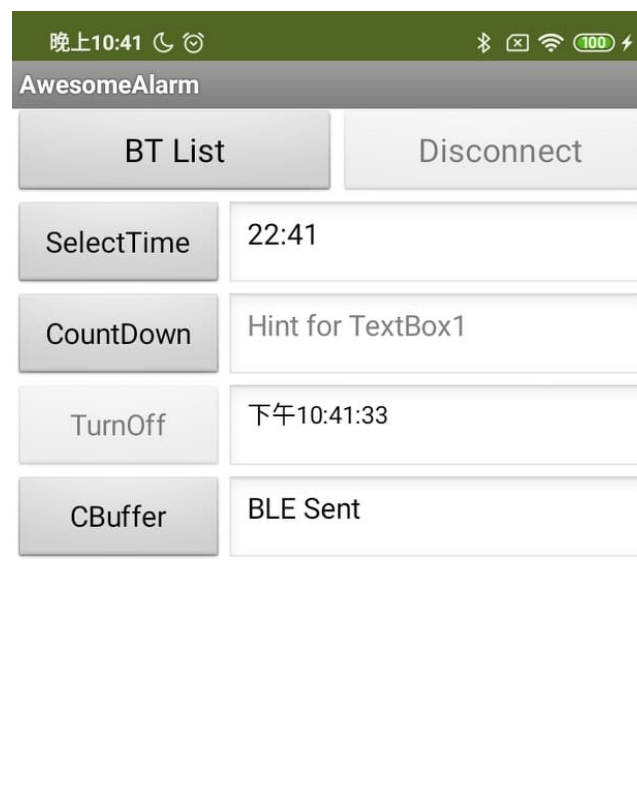 晚上10:41 100
AwesomeAlarm
BT List Disconnect
SelectTime 22:41
CountDown Hint for TextBox1
TurnOff 下午10:41:33
CBuffer BLE Sent